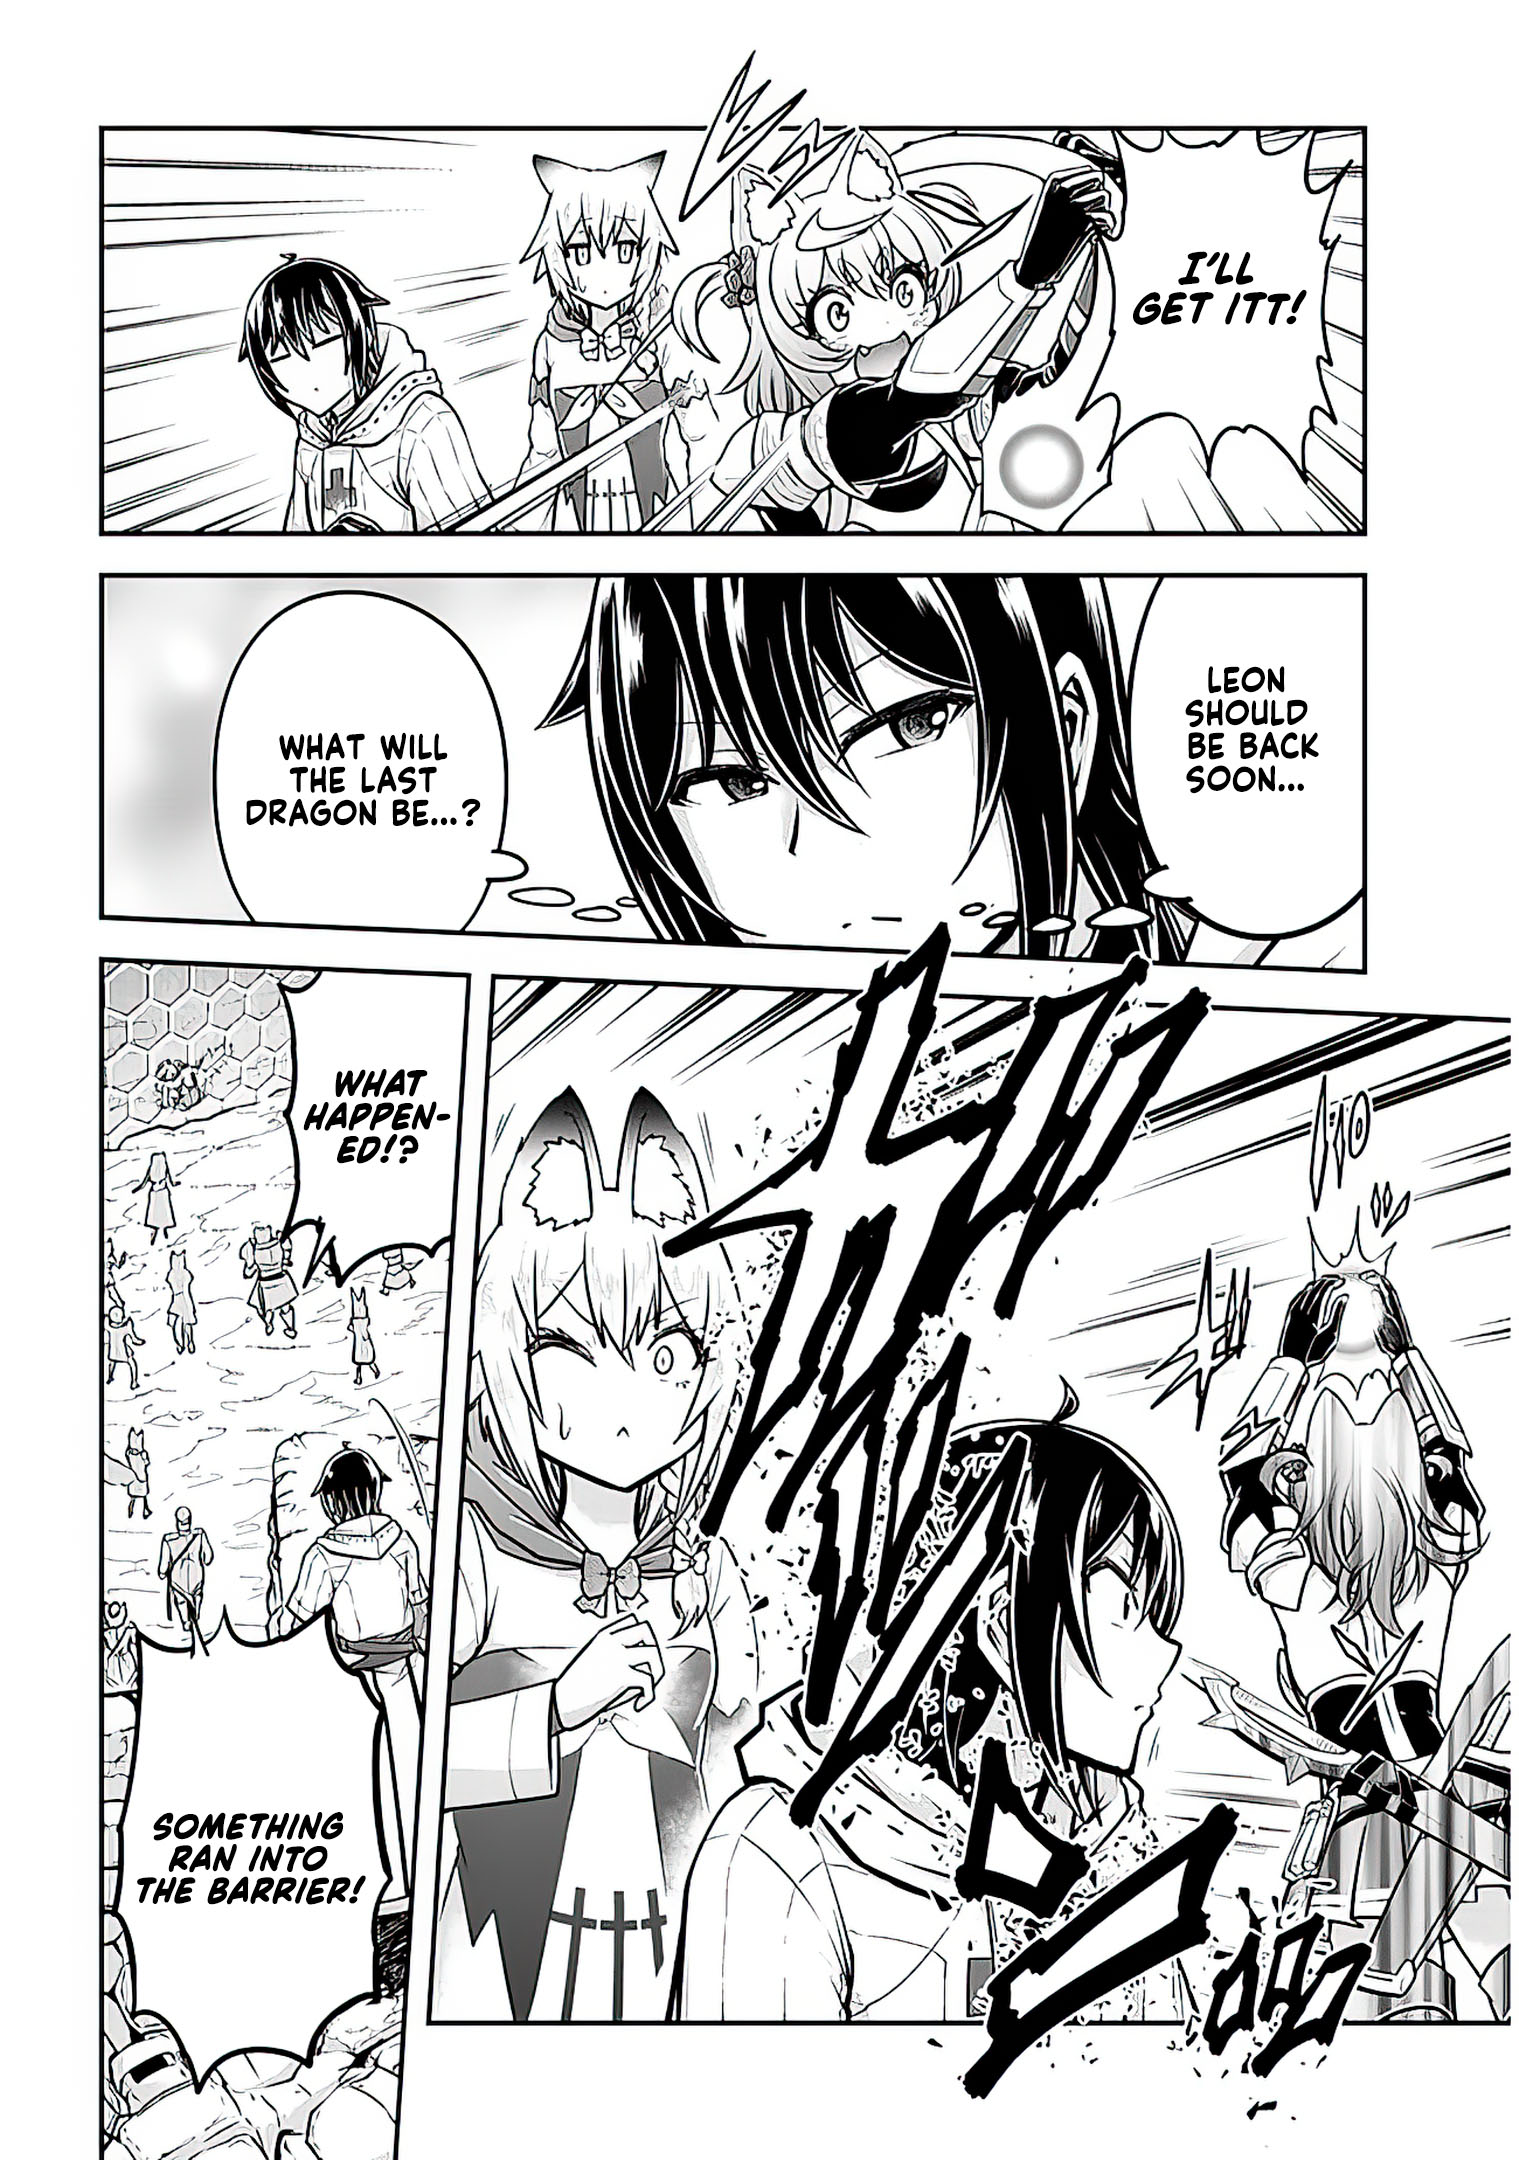 I'LL
GET ITT!
LEON
SHOULD
BE BACK
SOON...
WHAT WILL
THE LAST
DRAGON BE...?
WHAT
HAPPEN-
ED!?
SOMETHING
RAN INTO
THE BARRIER!